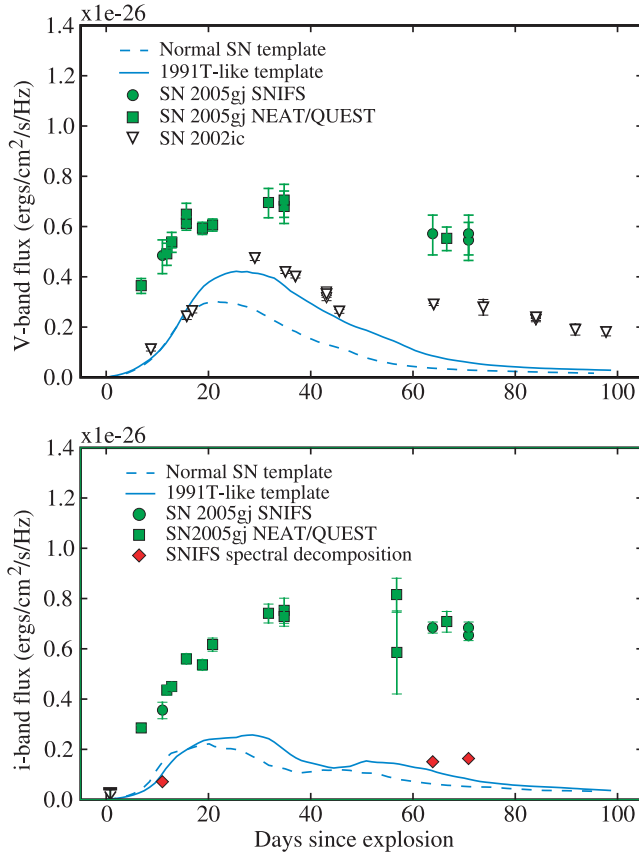 x1e-26
1.4
1.2
1.0
0.8
0.6
0.4
0.2
0.0
V-band flux (ergs/cm²/s/Hz)
Normal SN template
1991T-like template
SN 2005gj SNIFS
SN 2005gj NEAT/QUEST
SN 2002ic
0 20 40 60 80 100
x1e-26
1.4
1.2
1.0
0.8
0.6
0.4
0.2
0.0
i-band flux (ergs/cm²/s/Hz)
Normal SN template
1991T-like template
SN 2005gj SNIFS
SN2005gj NEAT/QUEST
SNIFS spectral decomposition
0 20 40 60 80 100
Days since explosion